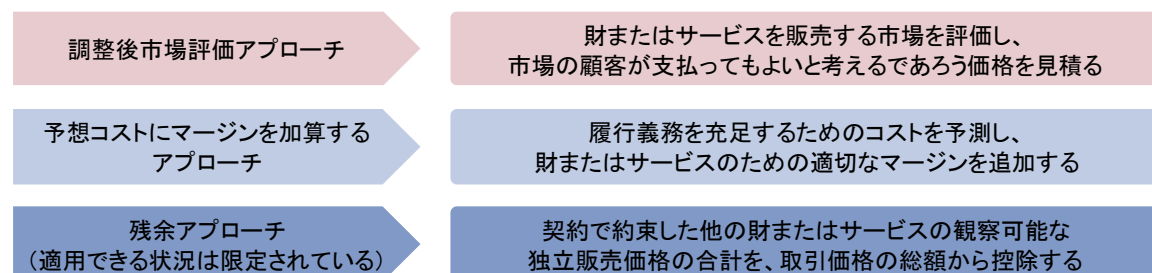 調整後市場評価アプローチ
財またはサービスを販売する市場を評価し、
市場の顧客が支払ってもよいと考えるであろう価格を見積る
予想コストにマージンを加算する
アプローチ
履行義務を充足するためのコストを予測し、
財またはサービスのための適切なマージンを追加する
残余アプローチ
（適用できる状況は限定されている）
契約で約束した他の財またはサービスの観察可能な
独立販売価格の合計を、取引価格の総額から控除する